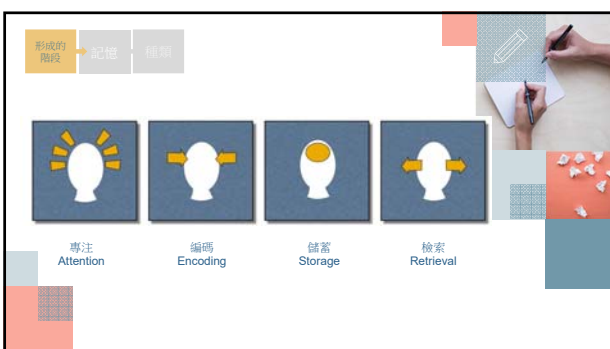 形成的
階段
記憶
種類
專注
Attention
編碼
Encoding
儲蓄
Storage
檢索
Retrieval